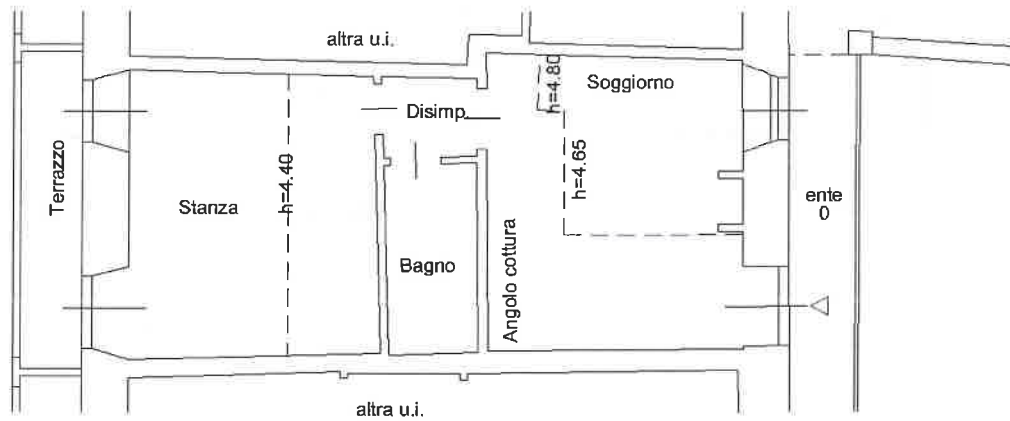 altra u.i.
h=4.80
Soggiorno
Disimp.
Terrazzo
h=4.40
h=4.65
Stanza
ente
0
Bagno
Angolo cottura
altra u.i.